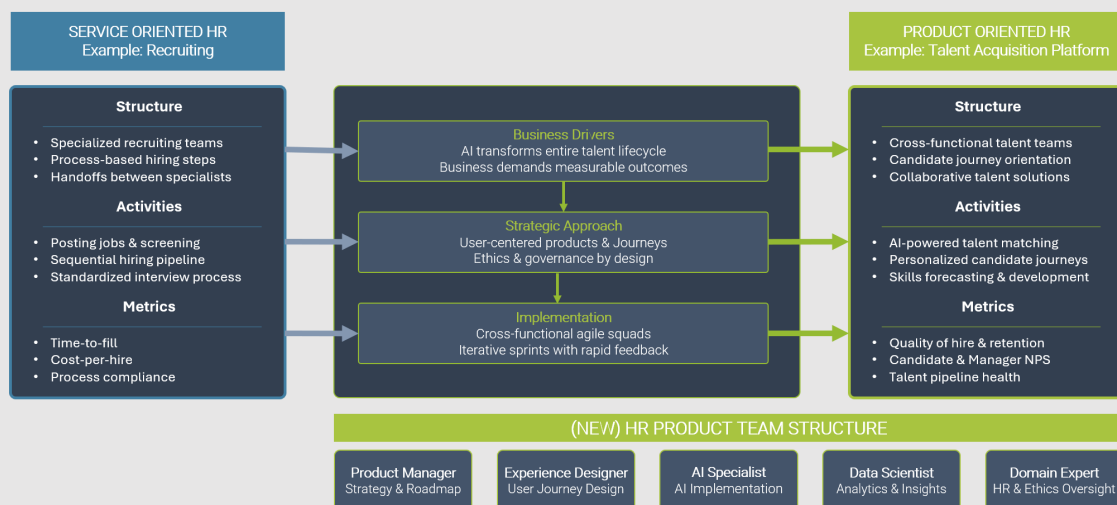 SERVICE ORIENTED HR
Example: Recruiting
Structure
• Specialized recruiting teams
• Process-based hiring steps
• Handoffs between specialists
Activities
• Posting jobs & screening
• Sequential hiring pipeline
• Standardized interview process
Metrics
• Time-to-fill
• Cost-per-hire
• Process compliance
Business Drivers
AI transforms entire talent lifecycle
Business demands measurable outcomes
Strategic Approach
User-centered products & Journeys
Ethics & governance by design
Implementation
Cross-functional agile squads
Iterative sprints with rapid feedback
PRODUCT ORIENTED HR
Example: Talent Acquisition Platform
Structure
• Cross-functional talent teams
• Candidate journey orientation
• Collaborative talent solutions
Activities
• AI-powered talent matching
• Personalized candidate journeys
• Skills forecasting & development
Metrics
• Quality of hire & retention
• Candidate & Manager NPS
• Talent pipeline health
(NEW) HR PRODUCT TEAM STRUCTURE
Product Manager
Strategy & Roadmap
Experience Designer
User Journey Design
AI Specialist
AI Implementation
Data Scientist
Analytics & Insights
Domain Expert
HR & Ethics Oversight